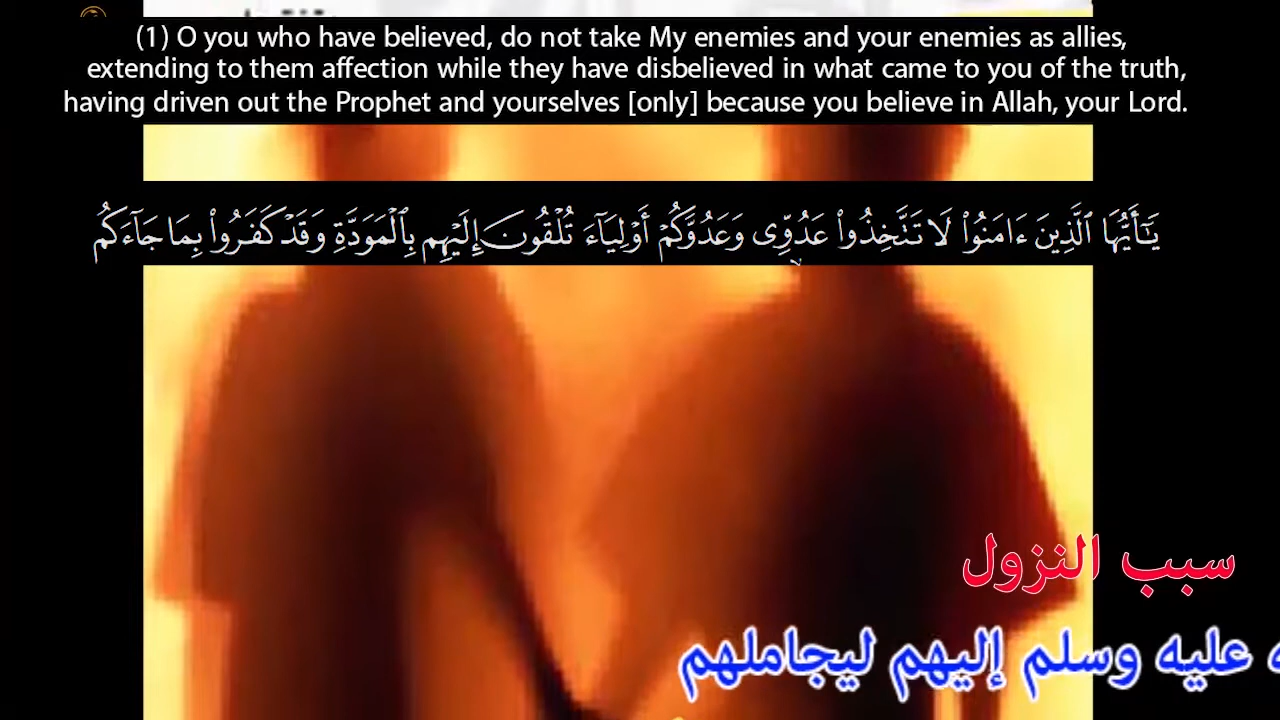 (1) O you who have believed, do not take My enemies and your enemies as allies,
extending to them affection while they have disbelieved in what came to you of the truth,
having driven out the Prophet and yourselves [only] because you believe in Allah, your Lord.
يَـٰٓأَيُّهَا ٱلَّذِينَ ءَامَنُوا۟ لَا تَتَّخِذُوا۟ عَدُوِّى وَعَدُوَّكُمْ أَوْلِيَآءَ تُلْقُونَ إِلَيْهِم بِٱلْمَوَدَّةِ وَقَدْ كَفَرُوا۟ بِمَا جَآءَكُم
سبب النزول
عليه وسلم إليهم ليجاملهم